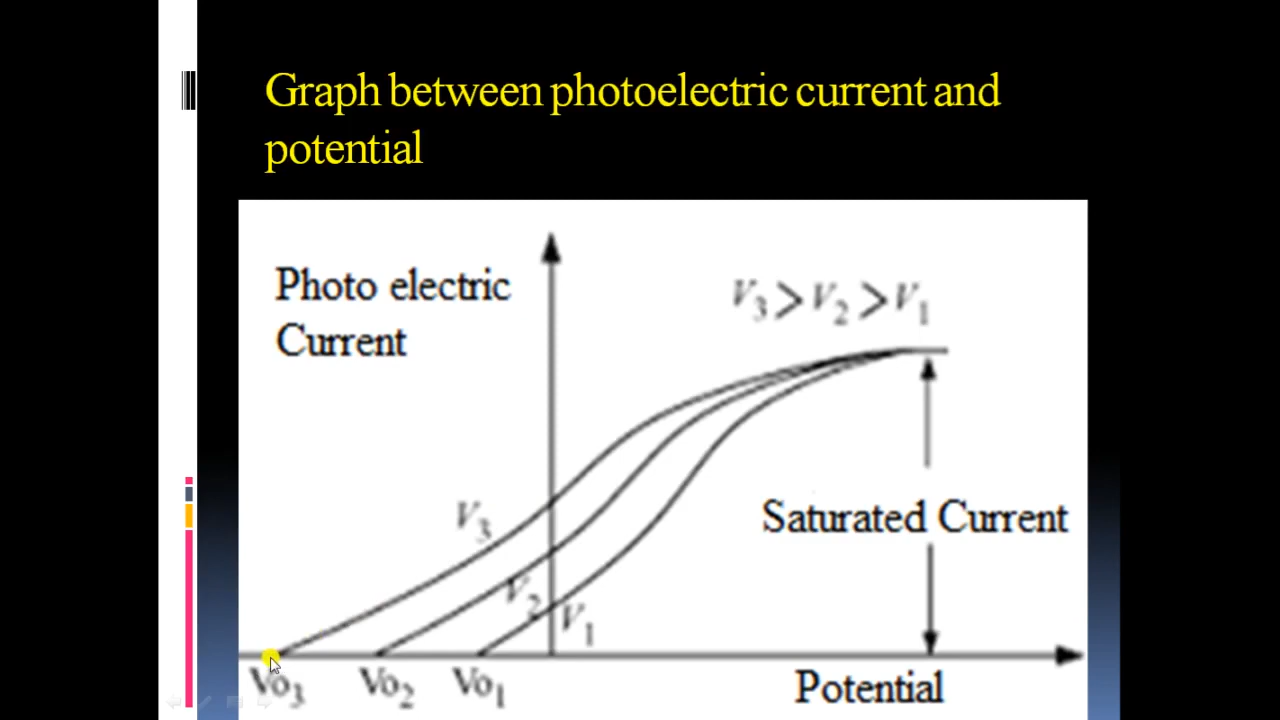 Graph between photoelectric current and
potential
Photo electric
Current
V3 > V2 > V1
V3
V2
V1
Saturated Current
Vo3
Vo2
Vo1
Potential